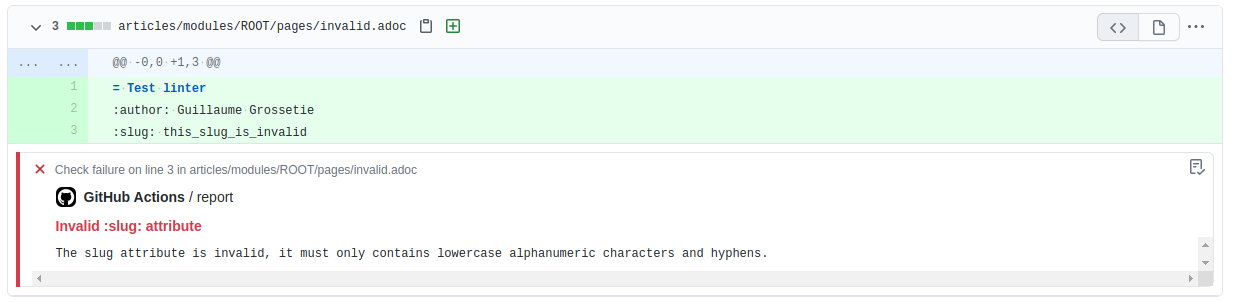 3 articles/modules/ROOT/pages/invalid.adoc
... ... @@ -0,0 +1,3 @@
1 = Test linter
2 :author: Guillaume Grossetie
3 :slug: this_slug_is_invalid
Check failure on line 3 in articles/modules/ROOT/pages/invalid.adoc
GitHub Actions / report
Invalid :slug: attribute
The slug attribute is invalid, it must only contains lowercase alphanumeric characters and hyphens.